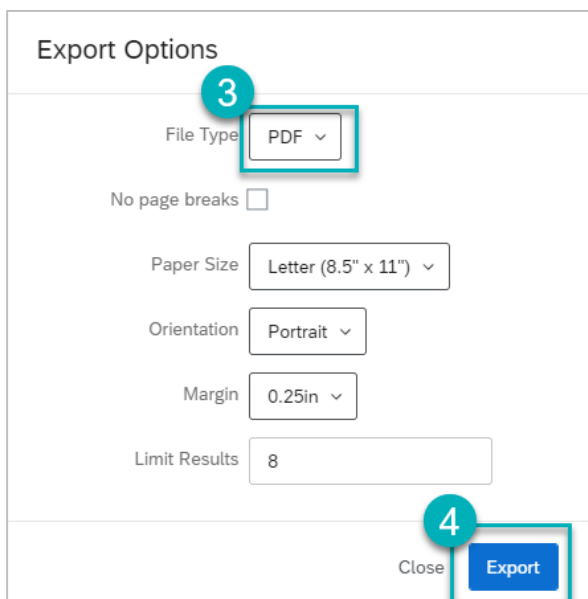 Export Options
3
File Type PDF
No page breaks
Paper Size Letter (8.5" x 11")
Orientation Portrait
Margin 0.25in
Limit Results 8
4
Close Export